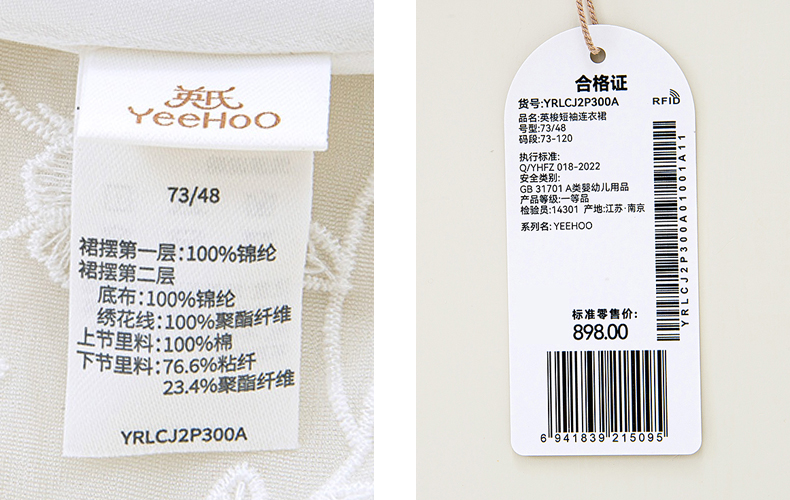 英氏
YeeHoO
73/48
裙摆第一层:100%锦纶
裙摆第二层
底布:100%锦纶
绣花线:100%聚酯纤维
上节里料:100%棉
下节里料:76.6%粘纤
23.4%聚酯纤维
YRLCJ2P300A
合格证
货号:YRLCJ2P300A
RFID
品名:英梭短袖连衣裙
号型:73/48
码段:73-120
执行标准:
Q/YHFZ 018-2022
安全类别:
GB 31701 A类婴幼儿用品
产品等级:一等品
检验员:14301 产地:江苏·南京
系列名:YEEHOO
YRLCJ2P300A01001A11
标准零售价:
898.00
6 941839 215095